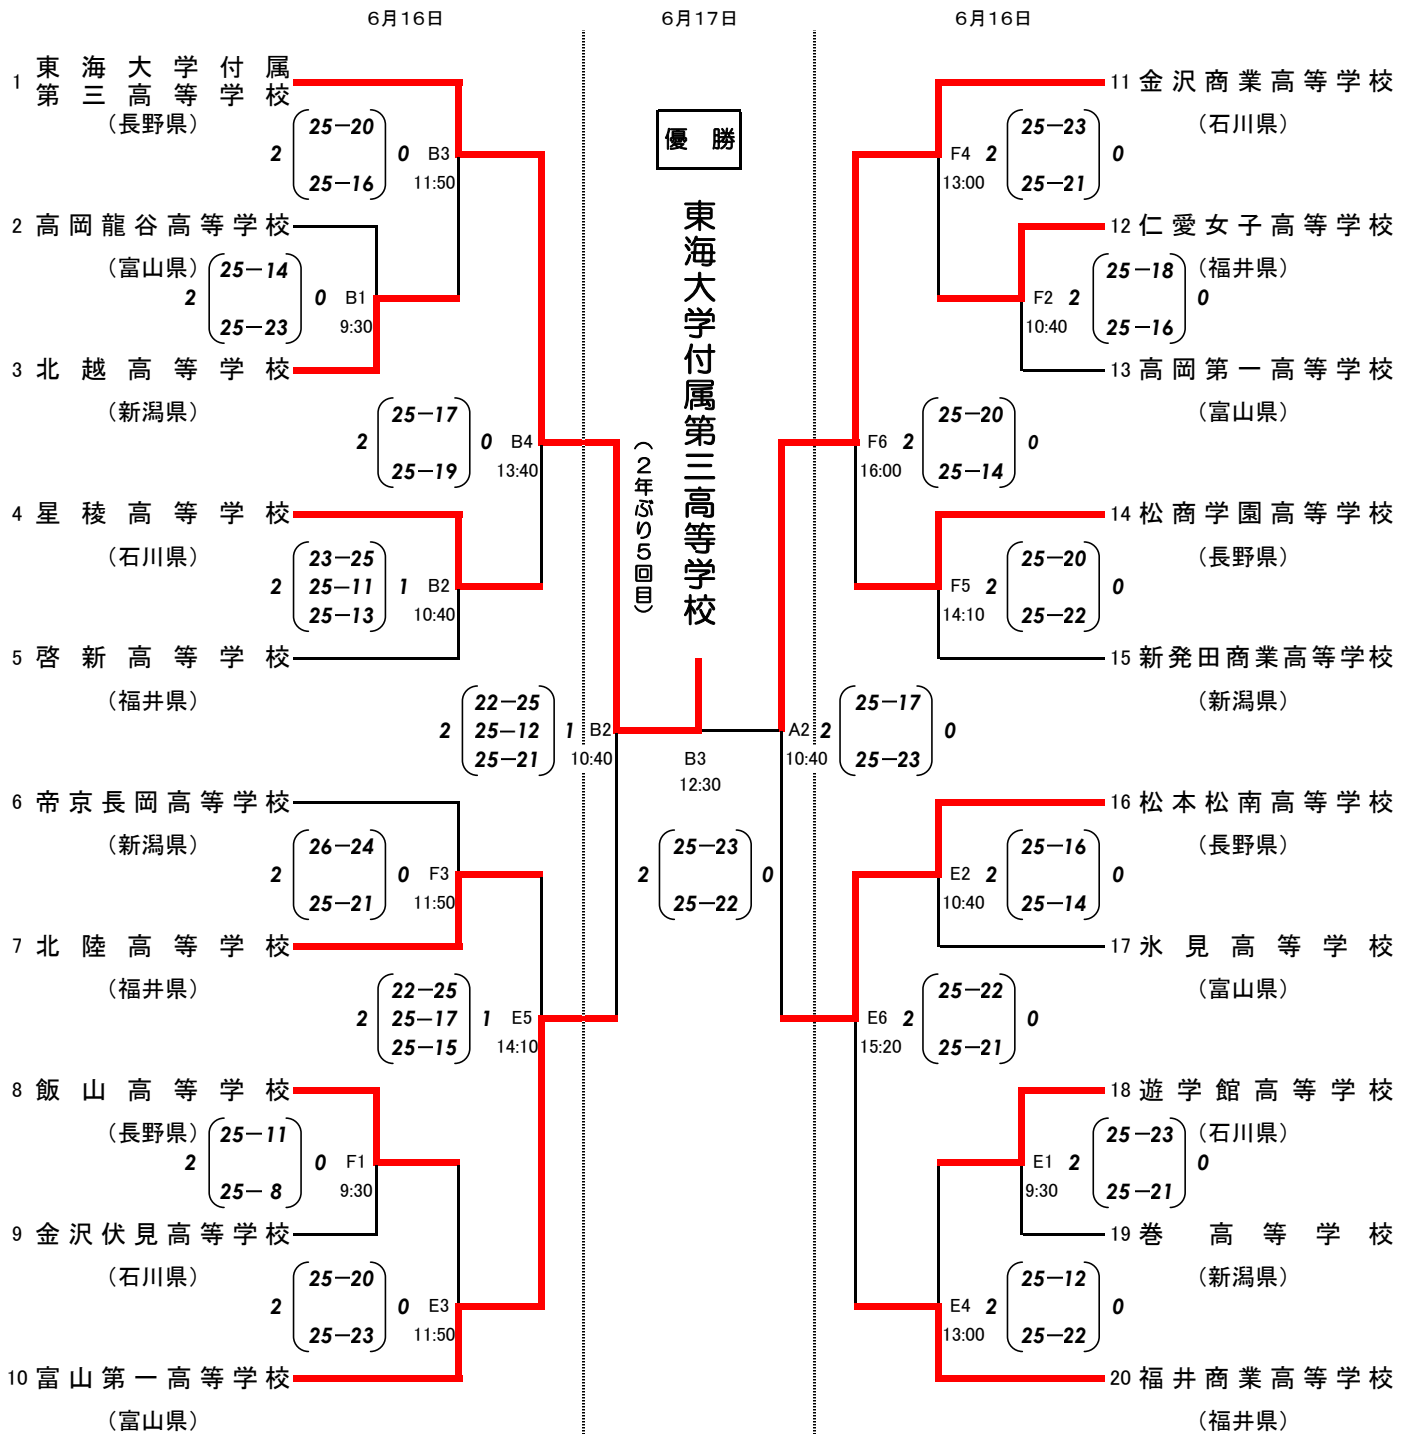 6月16日
6月17日
6月16日
1 東海大学付属
第三高等学校
（長野県）
2 25－20 25－16 0 B3
11:50
2 高岡龍谷高等学校
（富山県）
2 25－14 25－23 0 B1
9:30
3 北越高等学校
（新潟県）
2 25－17 25－19 0 B4
13:40
4 星稜高等学校
（石川県）
2 23－25 25－11 25－13 1 B2
10:40
5 啓新高等学校
（福井県）
2 22－25 25－12 25－21 1 B2
10:40
6 帝京長岡高等学校
（新潟県）
2 26－24 25－21 0 F3
11:50
7 北陸高等学校
（福井県）
2 22－25 25－17 25－15 1 E5
14:10
8 飯山高等学校
（長野県）
2 25－11 25－8 0 F1
9:30
9 金沢伏見高等学校
（石川県）
2 25－20 25－23 0 E3
11:50
10 富山第一高等学校
（富山県）
優勝
東海大学付属第三高等学校
（2年ぶり5回目）
B3
12:30
2 25－23 25－22 0
11 金沢商業高等学校
（石川県）
F4 2 25－23 25－21 0
13:00
12 仁愛女子高等学校
（福井県）
F2 2 25－18 25－16 0
10:40
13 高岡第一高等学校
（富山県）
F6 2 25－20 25－14 0
16:00
14 松商学園高等学校
（長野県）
F5 2 25－20 25－22 0
14:10
15 新発田商業高等学校
（新潟県）
A2 2 25－17 25－23 0
10:40
16 松本松南高等学校
（長野県）
E2 2 25－16 25－14 0
10:40
17 氷見高等学校
（富山県）
E6 2 25－22 25－21 0
15:20
18 遊学館高等学校
（石川県）
E1 2 25－23 25－21 0
9:30
19 巻高等学校
（新潟県）
E4 2 25－12 25－22 0
13:00
20 福井商業高等学校
（福井県）